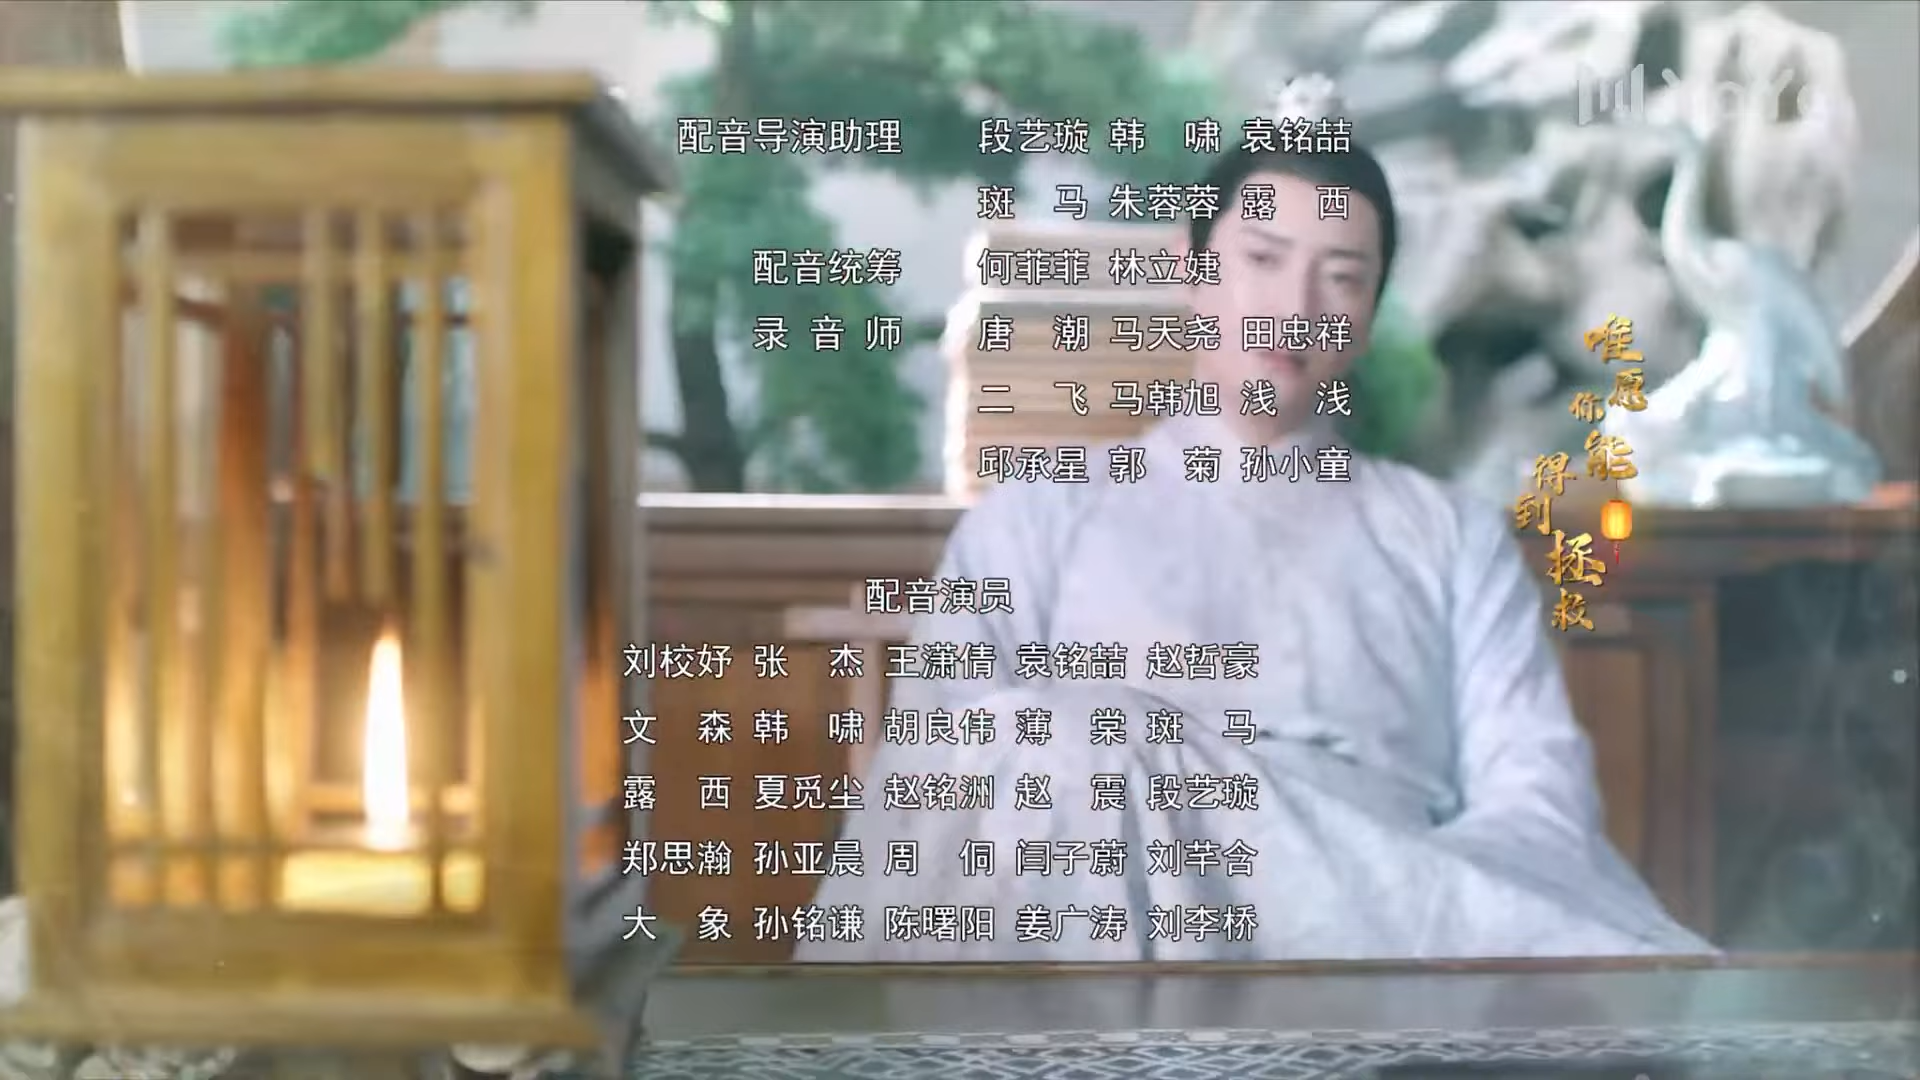 配音导演助理 段艺璇 韩 啸 袁铭喆
斑 马 朱蓉蓉 露 西
配音统筹 何菲菲 林立婕
录音师 唐 潮 马天尧 田忠祥
二 飞 马韩旭 浅 浅
邱承星 郭 菊 孙小童
配音演员
刘校妤 张 杰 王潇倩 袁铭喆 赵哲豪
文 森 韩 啸 胡良伟 薄 棠 斑 马
露 西 夏觅尘 赵铭洲 赵 震 段艺璇
郑思瀚 孙亚晨 周 侗 闫子蔚 刘芊含
大 象 孙铭谦 陈曙阳 姜广涛 刘李桥
唯愿
你能
得到
拯救
YoYo